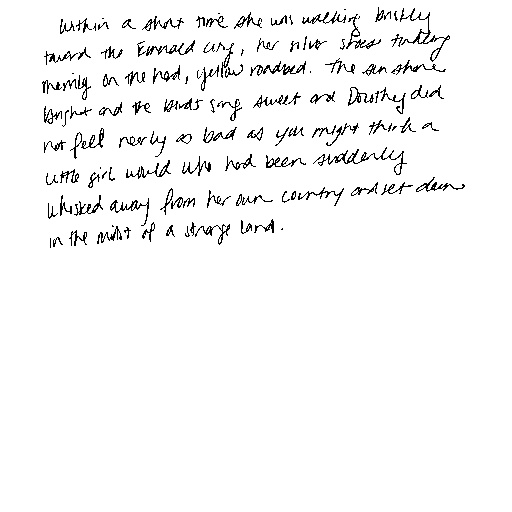 Within a short time she was walking briskly
toward the Emerald City, her silver shoes tinkling
merrily on the hard, yellow roadbed. The sun shone
bright and the birds sang sweet and Dorothy did
not feel nearly as bad as you might think a
little girl would who had been suddenly
whisked away from her own country and set down
in the midst of a strange land.